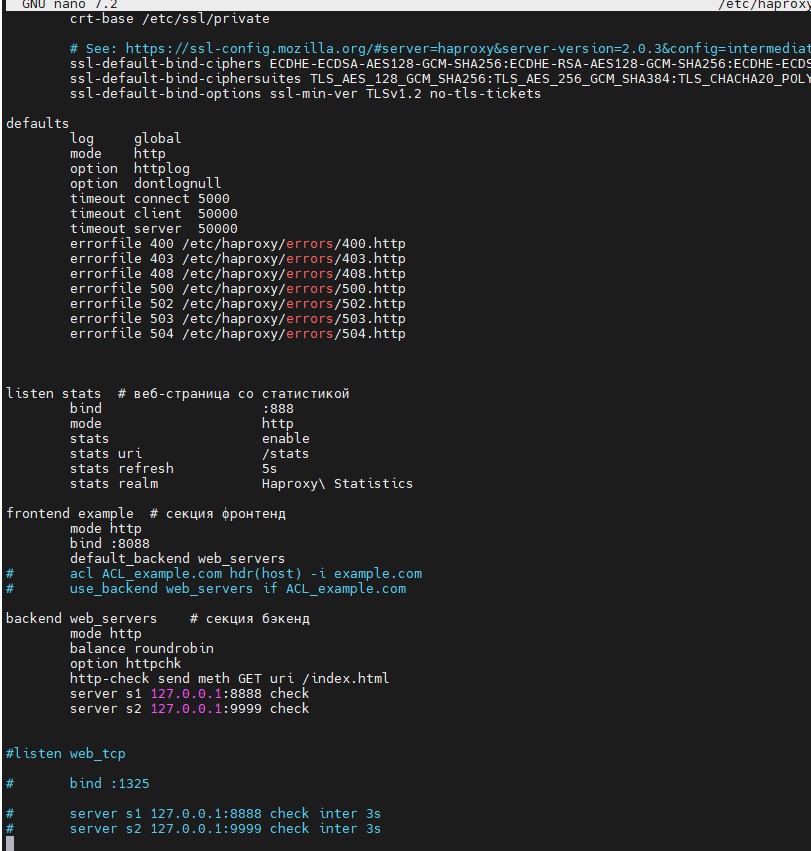 GNU nano 7.2 /etc/haproxy
crt-base /etc/ssl/private
# See: https://ssl-config.mozilla.org/#server=haproxy&server-version=2.0.3&config=intermediat
ssl-default-bind-ciphers ECDHE-ECDSA-AES128-GCM-SHA256:ECDHE-RSA-AES128-GCM-SHA256:ECDHE-ECDS
ssl-default-bind-ciphersuites TLS_AES_128_GCM_SHA256:TLS_AES_256_GCM_SHA384:TLS_CHACHA20_POLY
ssl-default-bind-options ssl-min-ver TLSv1.2 no-tls-tickets
defaults
log global
mode http
option httplog
option dontlognull
timeout connect 5000
timeout client 50000
timeout server 50000
errorfile 400 /etc/haproxy/errors/400.http
errorfile 403 /etc/haproxy/errors/403.http
errorfile 408 /etc/haproxy/errors/408.http
errorfile 500 /etc/haproxy/errors/500.http
errorfile 502 /etc/haproxy/errors/502.http
errorfile 503 /etc/haproxy/errors/503.http
errorfile 504 /etc/haproxy/errors/504.http
listen stats # веб-страница со статистикой
bind :888
mode http
stats enable
stats uri /stats
stats refresh 5s
stats realm Haproxy\ Statistics
frontend example # секция фронтенд
mode http
bind :8088
default_backend web_servers
# acl ACL_example.com hdr(host) -i example.com
# use_backend web_servers if ACL_example.com
backend web_servers # секция бэкенд
mode http
balance roundrobin
option httpchk
http-check send meth GET uri /index.html
server s1 127.0.0.1:8888 check
server s2 127.0.0.1:9999 check
#listen web_tcp
# bind :1325
# server s1 127.0.0.1:8888 check inter 3s
# server s2 127.0.0.1:9999 check inter 3s